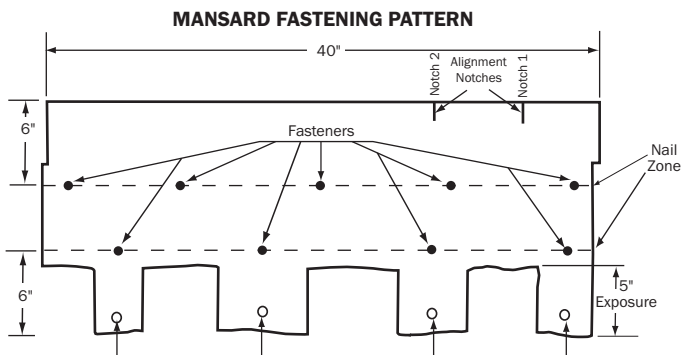 MANSARD FASTENING PATTERN
40"
Notch 2
Alignment
Notches
Notch 1
6"
Fasteners
Nail
Zone
6"
5"
Exposure